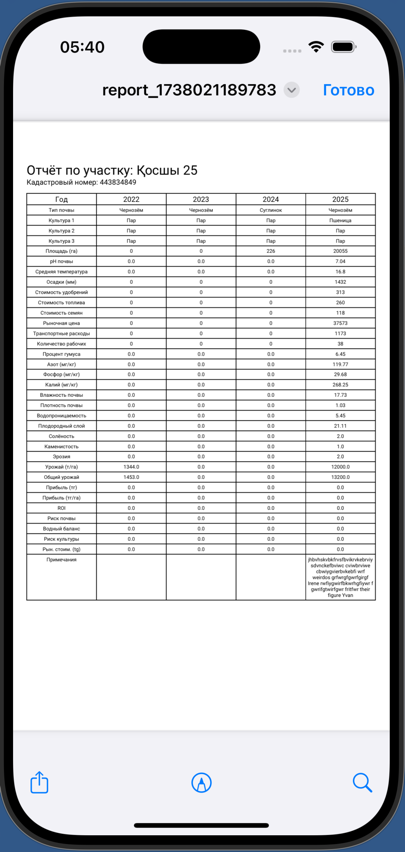 05:40
report_1738021189783
Готово
Отчёт по участку: Қосшы 25
Кадастровый номер: 443834849
Год 2022 2023 2024 2025
Тип почвы Чернозём Чернозём Суглинок Чернозём
Культура 1 Пар Пар Пар Пшеница
Культура 2 Пар Пар Пар Пар
Культура 3 Пар Пар Пар Пар
Площадь (га) 0 0 226 20055
pH почвы 0.0 0.0 0.0 7.04
Средняя температура 0.0 0.0 0.0 16.8
Осадки (мм) 0 0 0 1432
Стоимость удобрений 0 0 0 313
Стоимость топлива 0 0 0 260
Стоимость семян 0 0 0 118
Рыночная цена 0 0 0 37573
Транспортные расходы 0 0 0 1173
Количество рабочих 0 0 0 38
Процент гумуса 0.0 0.0 0.0 6.45
Азот (мг/кг) 0.0 0.0 0.0 119.77
Фосфор (мг/кг) 0.0 0.0 0.0 29.68
Калий (мг/кг) 0.0 0.0 0.0 268.25
Влажность почвы 0.0 0.0 0.0 17.73
Плотность почвы 0.0 0.0 0.0 1.03
Водопроницаемость 0.0 0.0 0.0 5.45
Плодородный слой 0.0 0.0 0.0 21.11
Солёность 0.0 0.0 0.0 2.0
Каменистость 0.0 0.0 0.0 1.0
Эрозия 0.0 0.0 0.0 2.0
Урожай (т/га) 1344.0 0.0 0.0 12000.0
Общий урожай 1453.0 0.0 0.0 13200.0
Прибыль (тг) 0.0 0.0 0.0 0.0
Прибыль (тг/га) 0.0 0.0 0.0 0.0
ROI 0.0 0.0 0.0 0.0
Риск почвы 0.0 0.0 0.0 0.0
Водный баланс 0.0 0.0 0.0 0.0
Риск культуры 0.0 0.0 0.0 0.0
Рын. стоим. (tg) 0.0 0.0 0.0 0.0
Примечания
weirdos
figure Yvan